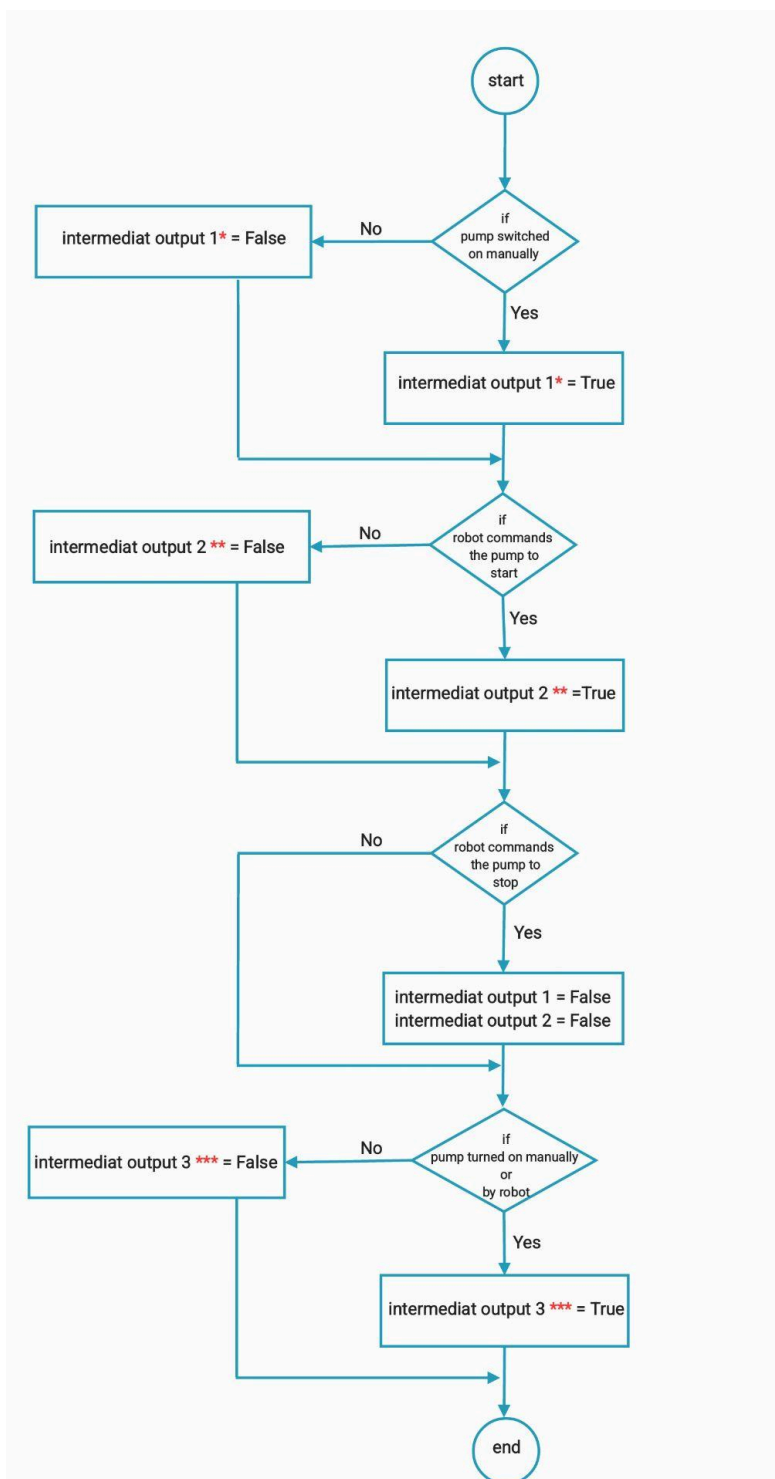 start
if
pump switched
on manually
No
intermediat output 1* = False
Yes
intermediat output 1* = True
if
robot commands
the pump to
start
No
intermediat output 2 ** = False
Yes
intermediat output 2 ** =True
if
robot commands
the pump to
stop
No
Yes
intermediat output 1 = False
intermediat output 2 = False
if
pump turned on manually
or
by robot
No
intermediat output 3 *** = False
Yes
intermediat output 3 *** = True
end